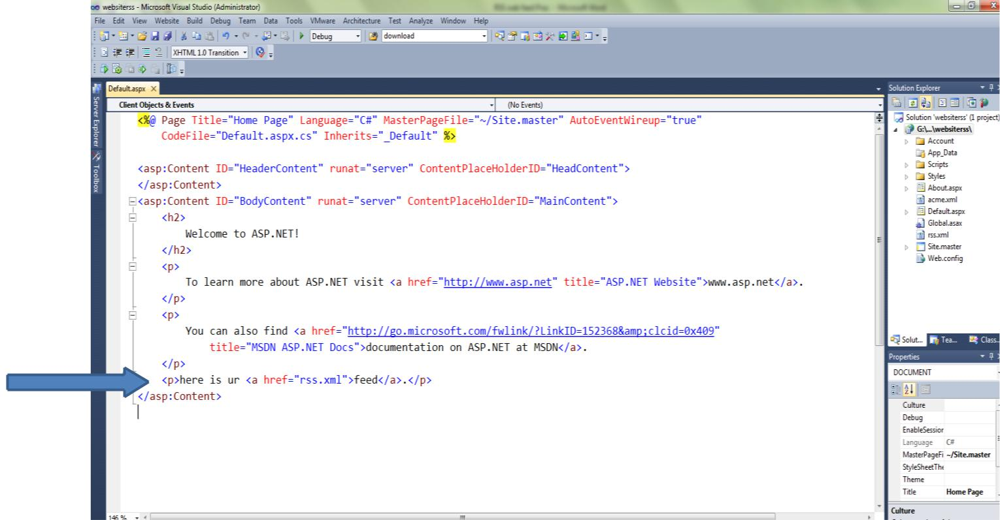 websiterss - Microsoft Visual Studio (Administrator)
File Edit View Website Build Debug Team Data Tools VMware Architecture Test Analyze Window Help
Debug download
XHTML 1.0 Transition
Default.aspx
Client Objects & Events (No Events)
Server Explorer
Toolbox
<%@ Page Title="Home Page" Language="C#" MasterPageFile="~/Site.master" AutoEventWireup="true"
CodeFile="Default.aspx.cs" Inherits="_Default" %>
<asp:Content ID="HeaderContent" runat="server" ContentPlaceHolderID="HeadContent">
</asp:Content>
<asp:Content ID="BodyContent" runat="server" ContentPlaceHolderID="MainContent">
<h2>
Welcome to ASP.NET!
</h2>
<p>
To learn more about ASP.NET visit <a href="http://www.asp.net" title="ASP.NET Website">www.asp.net</a>.
</p>
<p>
You can also find <a href="http://go.microsoft.com/fwlink/?LinkID=152368&amp;clcid=0x409"
title="MSDN ASP.NET Docs">documentation on ASP.NET at MSDN</a>.
</p>
<p>here is ur <a href="rss.xml">feed</a>.</p>
</asp:Content>
146 %
Solution Explorer
Solution 'websiterss' (1 project)
G:\...\websiterss\
Account
App_Data
Scripts
Styles
About.aspx
acme.xml
Default.aspx
Global.asax
rss.xml
Site.master
Web.config
Solut... Tea... Class...
Properties
DOCUMENT
Culture
Debug
EnableSession
Language C#
MasterPageFi ~/Site.master
StyleSheetThe
Theme
Title Home Page
Culture